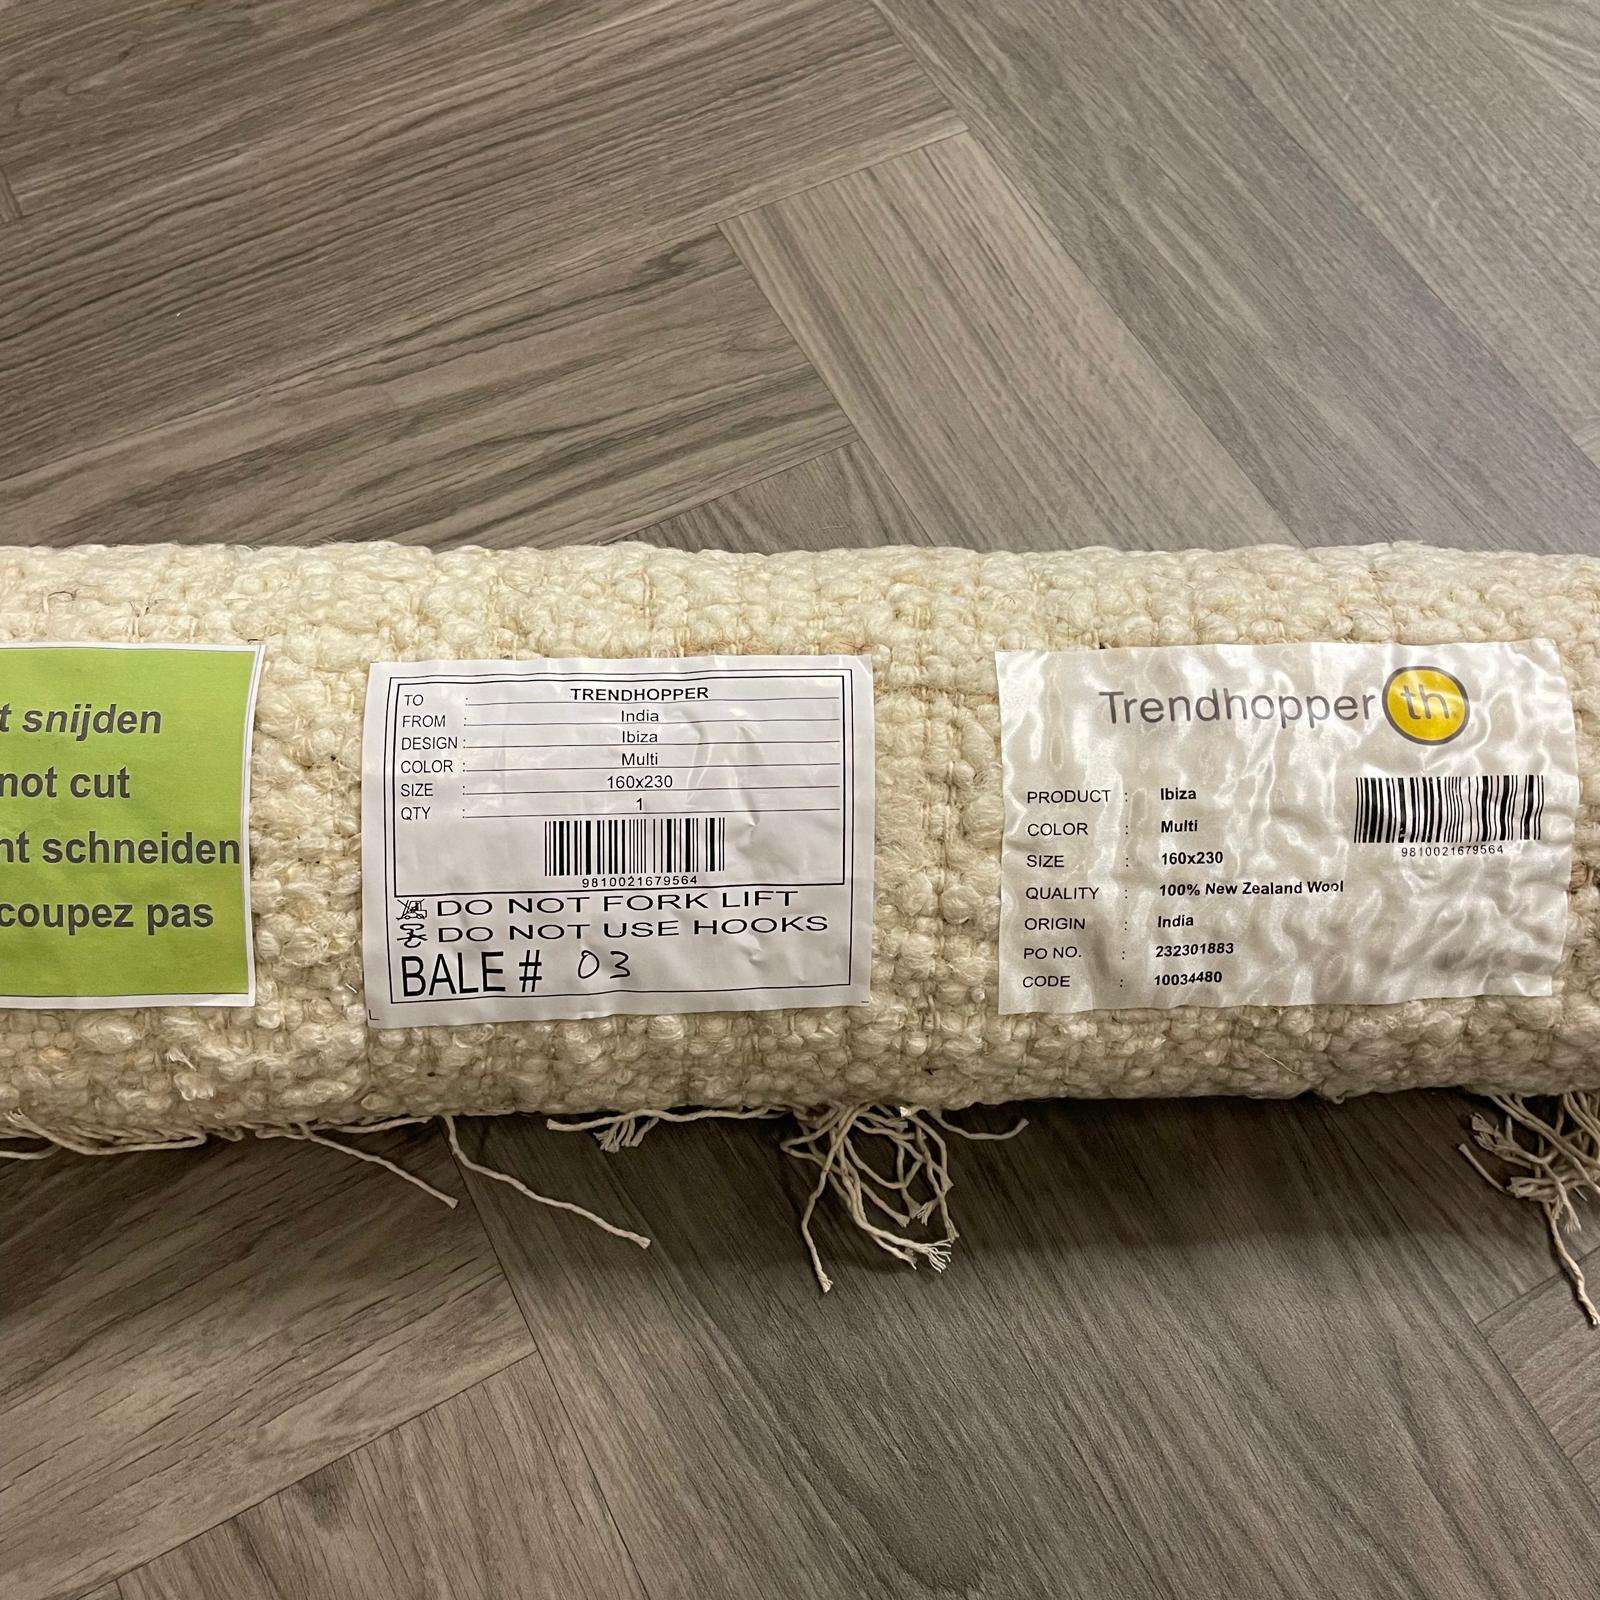 t snijden
not cut
nt schneiden
coupez pas
TO : TRENDHOPPER
FROM : India
DESIGN : Ibiza
COLOR : Multi
SIZE : 160x230
QTY : 1
9810021679564
DO NOT FORK LIFT
DO NOT USE HOOKS
BALE # 03
Trendhopper th
PRODUCT : Ibiza
COLOR : Multi
SIZE : 160x230
QUALITY : 100% New Zealand Wool
ORIGIN : India
PO NO. : 232301883
CODE : 10034480
9810021679564